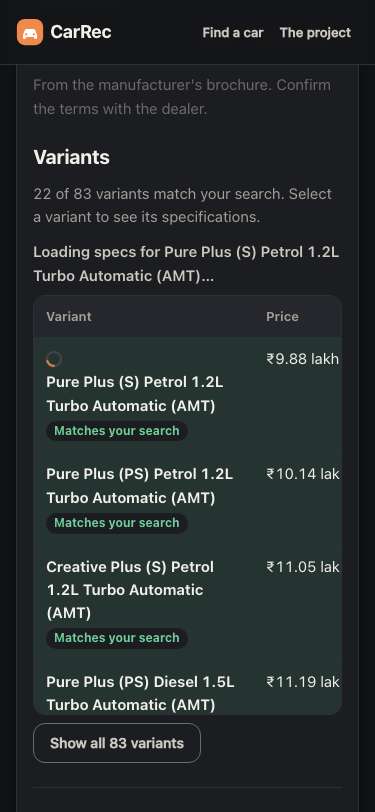 CarRec
Find a car
The project
From the manufacturer's brochure. Confirm
the terms with the dealer.
Variants
22 of 83 variants match your search. Select
a variant to see its specifications.
Loading specs for Pure Plus (S) Petrol 1.2L
Turbo Automatic (AMT)...
Variant
Price
Pure Plus (S) Petrol 1.2L
Turbo Automatic (AMT)
₹9.88 lakh
Matches your search
Pure Plus (PS) Petrol 1.2L
Turbo Automatic (AMT)
₹10.14 lak
Matches your search
Creative Plus (S) Petrol
1.2L Turbo Automatic
(AMT)
₹11.05 lak
Matches your search
Pure Plus (PS) Diesel 1.5L
Turbo Automatic (AMT)
₹11.19 lak
Show all 83 variants